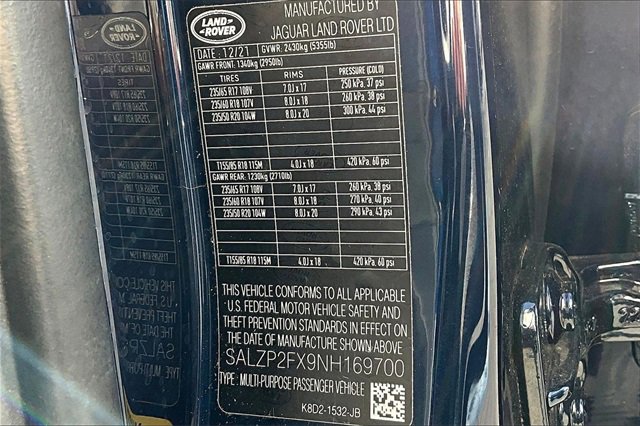 LAND
ROVER
MANUFACTURED BY
JAGUAR LAND ROVER LTD
DATE : 12/21 GVWR: 2430kg (5355lb)
GAWR FRONT: 1340kg (2950lb)
TIRES RIMS PRESSURE (COLD)
235/65 R17 108V 7.0J x 17 250 kPa, 37 psi
235/60 R18 107V 8.0J x 18 260 kPa, 38 psi
235/50 R20 104W 8.0J x 20 300 kPa, 44 psi
T155/85 R18 115M 4.0J x 18 420 kPa, 60 psi
GAWR REAR: 1230kg (2710lb)
235/65 R17 108V 7.0J x 17 260 kPa, 38 psi
235/60 R18 107V 8.0J x 18 270 kPa, 40 psi
235/50 R20 104W 8.0J x 20 290 kPa, 43 psi
T155/85 R18 115M 4.0J x 18 420 kPa, 60 psi
THIS VEHICLE CONFORMS TO ALL APPLICABLE
U.S. FEDERAL MOTOR VEHICLE SAFETY AND
THEFT PREVENTION STANDARDS IN EFFECT ON
THE DATE OF MANUFACTURE SHOWN ABOVE.
SALZP2FX9NH169700
TYPE : MULTI-PURPOSE PASSENGER VEHICLE
K8D2-1532-JB